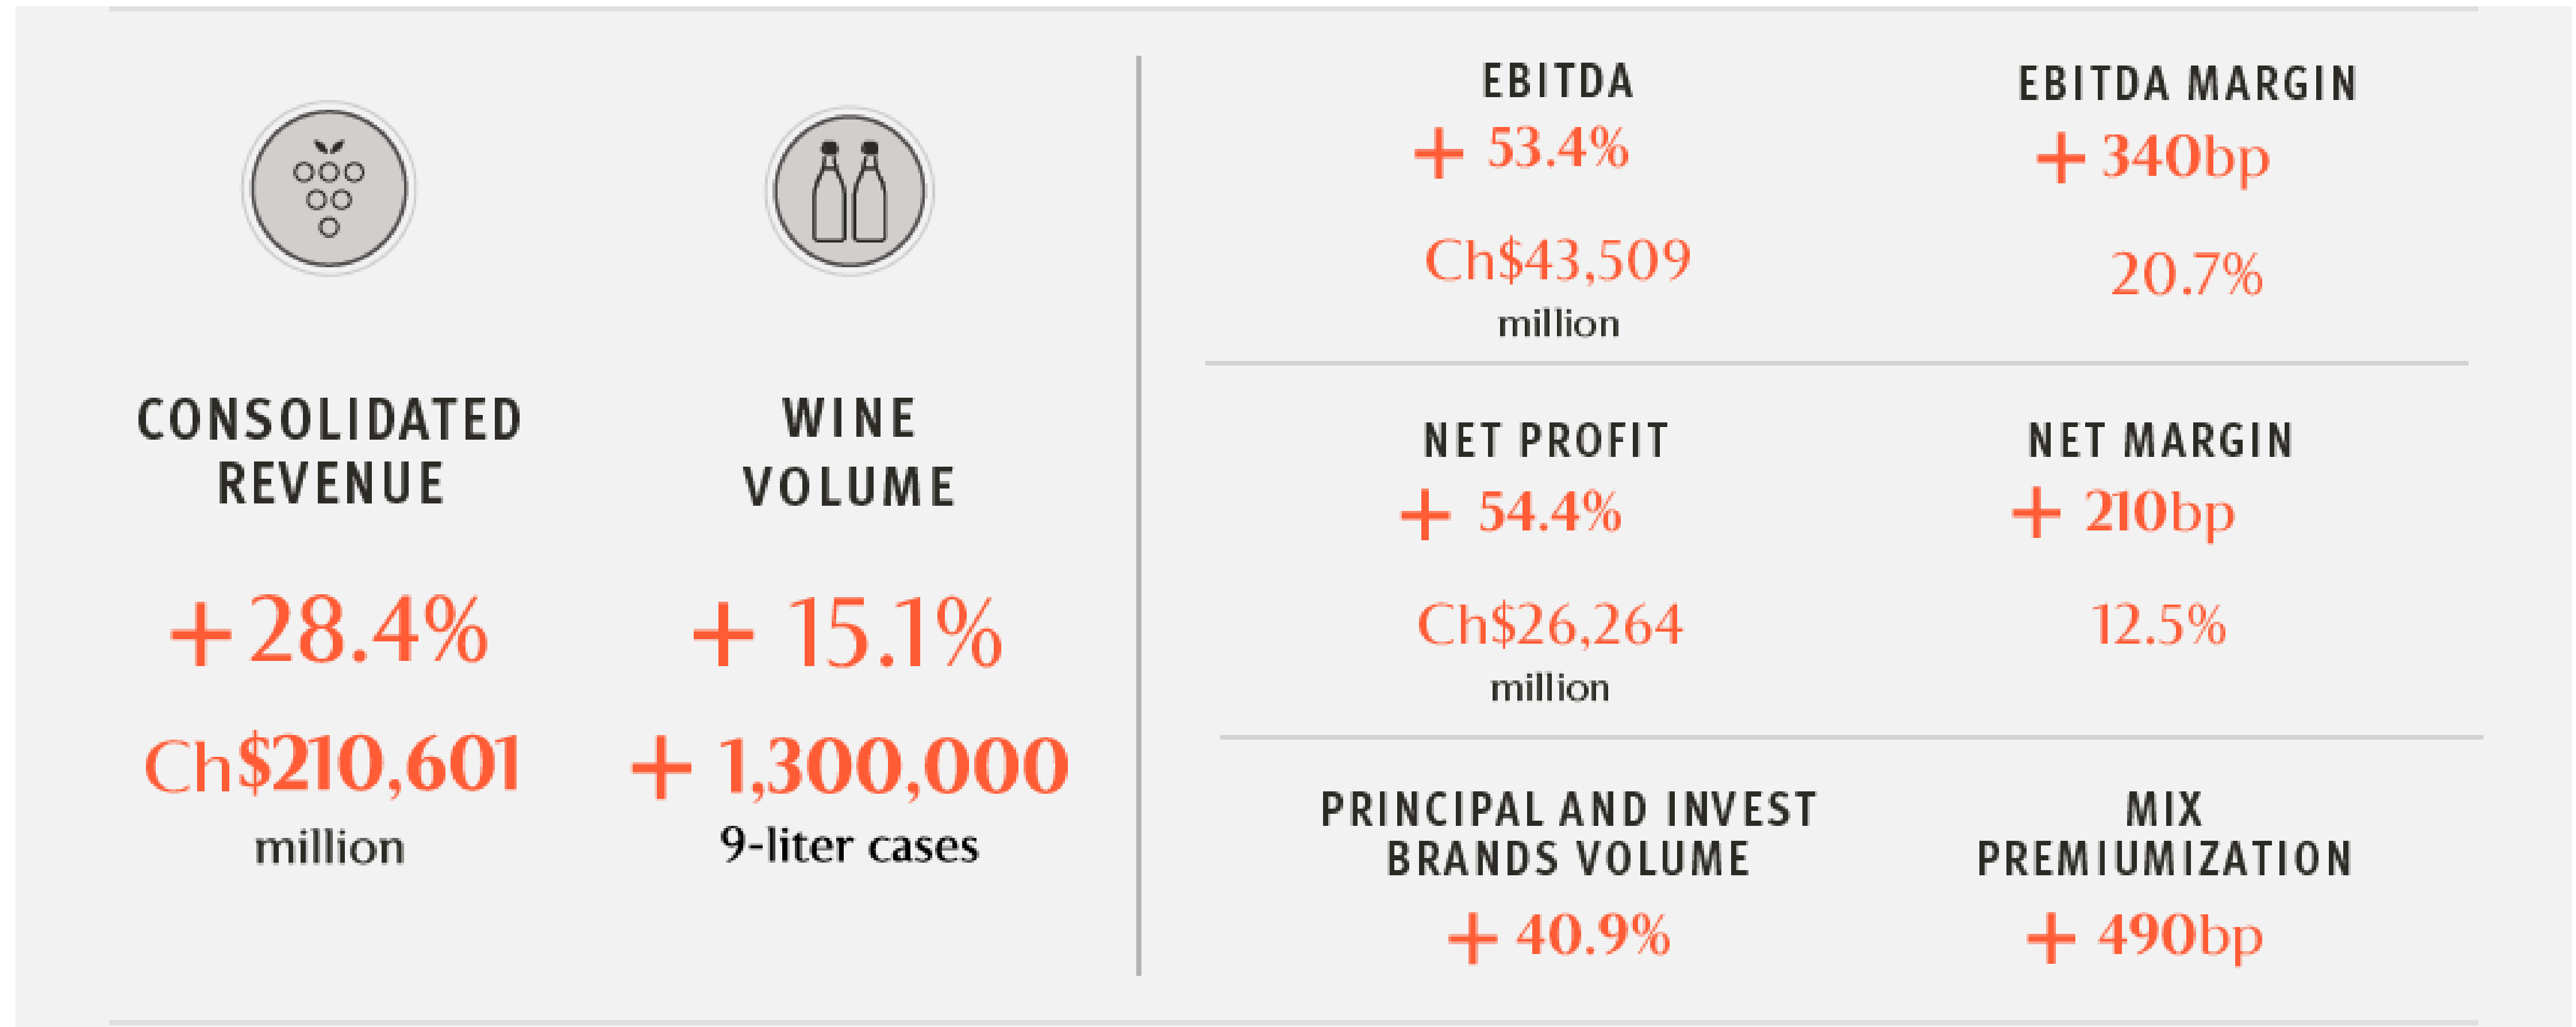 CONSOLIDATED
REVENUE
+ 28.4%
Ch$210,601
million
WINE
VOLUME
+ 15.1%
+ 1,300,000
9-liter cases
EBITDA
+ 53.4%
Ch$43,509
million
EBITDA MARGIN
+ 340bp
20.7%
NET PROFIT
+ 54.4%
Ch$26,264
million
NET MARGIN
+ 210bp
12.5%
PRINCIPAL AND INVEST
BRANDS VOLUME
+ 40.9%
MIX
PREMIUMIZATION
+ 490bp